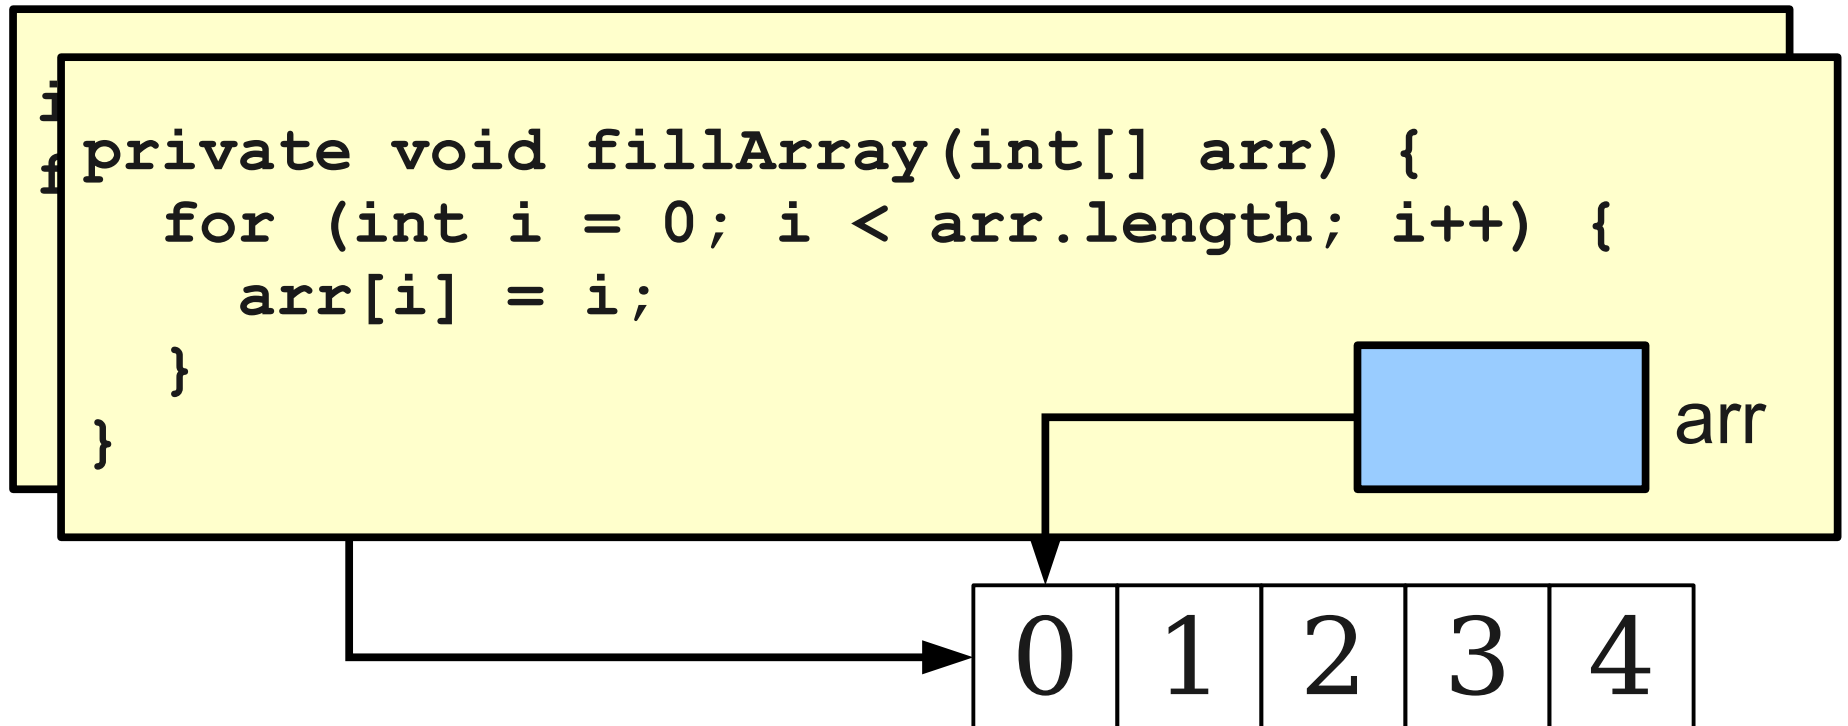 private void fillArray(int[] arr) {
for (int i = 0; i < arr.length; i++) {
arr[i] = i;
}
}
arr
0 1 2 3 4